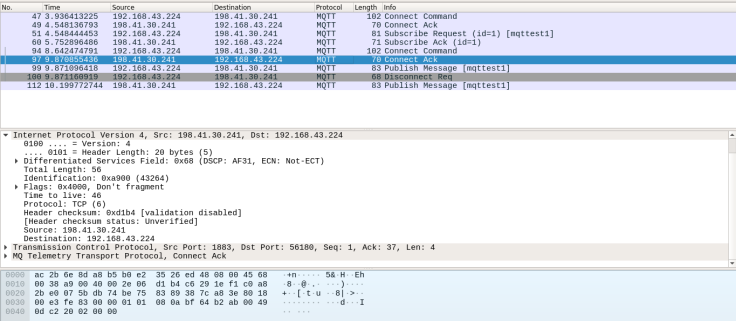 No. Time Source Destination Protocol Length Info
47 3.936413225 192.168.43.224 198.41.30.241 MQTT 102 Connect Command
49 4.548136793 198.41.30.241 192.168.43.224 MQTT 70 Connect Ack
51 4.548444453 192.168.43.224 198.41.30.241 MQTT 81 Subscribe Request (id=1) [mqttest1]
60 5.752896486 198.41.30.241 192.168.43.224 MQTT 71 Subscribe Ack (id=1)
94 8.642474791 192.168.43.224 198.41.30.241 MQTT 102 Connect Command
97 9.870855436 198.41.30.241 192.168.43.224 MQTT 70 Connect Ack
99 9.871096418 192.168.43.224 198.41.30.241 MQTT 83 Publish Message [mqttest1]
100 9.871160919 192.168.43.224 198.41.30.241 MQTT 68 Disconnect Req
112 10.199772744 198.41.30.241 192.168.43.224 MQTT 83 Publish Message [mqttest1]
Internet Protocol Version 4, Src: 198.41.30.241, Dst: 192.168.43.224
0100 .... = Version: 4
.... 0101 = Header Length: 20 bytes (5)
Differentiated Services Field: 0x68 (DSCP: AF31, ECN: Not-ECT)
Total Length: 56
Identification: 0xa900 (43264)
Flags: 0x4000, Don't fragment
Time to live: 46
Protocol: TCP (6)
Header checksum: 0xd1b4 [validation disabled]
[Header checksum status: Unverified]
Source: 198.41.30.241
Destination: 192.168.43.224
Transmission Control Protocol, Src Port: 1883, Dst Port: 56180, Seq: 1, Ack: 37, Len: 4
MQ Telemetry Transport Protocol, Connect Ack
0000 ac 2b 6e 8d a8 b5 b0 e2 35 26 ed 48 08 00 45 68 ·+n····· 5&·H··Eh
0010 00 38 a9 00 40 00 2e 06 d1 b4 c6 29 1e f1 c0 a8 ·8··@·.· ···)····
0020 2b e0 07 5b db 74 be 75 83 89 38 7c a8 3e 80 18 +··[·t·u ··8|·>··
0030 00 e3 fe 83 00 00 01 01 08 0a bf 64 b2 ab 00 49 ········ ···d···I
0040 0d c2 20 02 00 00 ·· ···